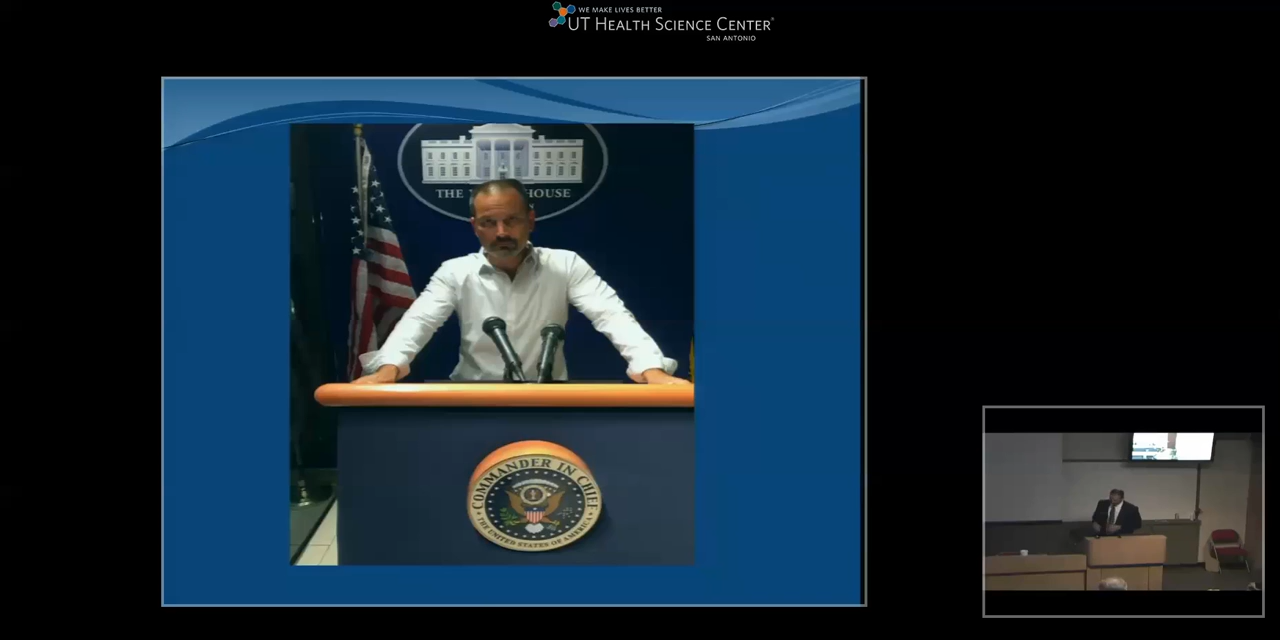 WE MAKE LIVES BETTER
UT HEALTH SCIENCE CENTER®
SAN ANTONIO
THE HOUSE
COMMANDER IN CHIEF
THE UNITED STATES OF AMERICA